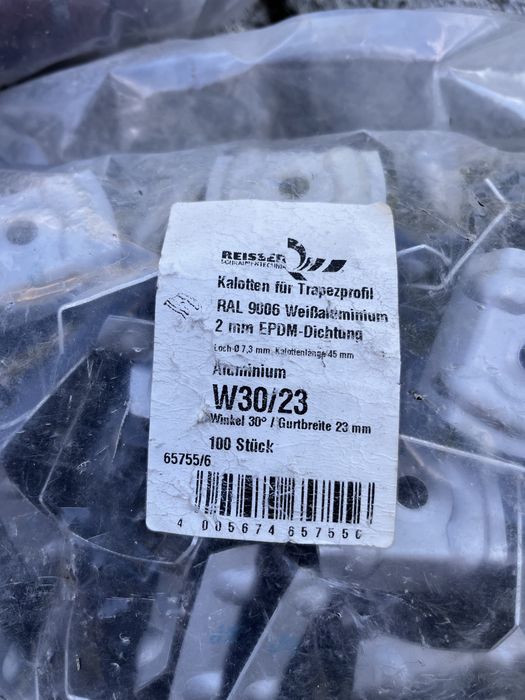 REISSER
SCHRAUBENTECHNIK
Kalotten für Trapezprofil
RAL 9006 Weißaluminium
2 mm EPDM-Dichtung
Loch-Ø 7,3 mm, Kalottenlänge 45 mm
Aluminium
W30/23
Winkel 30° / Gurtbreite 23 mm
100 Stück
65755/6
4 005674 657550